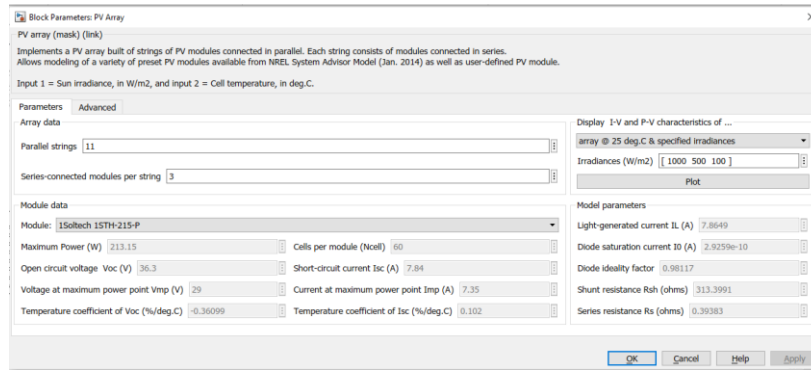 Block Parameters: PV Array
PV array (mask) (link)
Implements a PV array built of strings of PV modules connected in parallel. Each string consists of modules connected in series.
Allows modeling of a variety of preset PV modules available from NREL System Advisor Model (Jan. 2014) as well as user-defined PV module.
Input 1 = Sun irradiance, in W/m2, and input 2 = Cell temperature, in deg.C.
Parameters Advanced
Array data
Parallel strings 11
Series-connected modules per string 3
Display I-V and P-V characteristics of ...
array @ 25 deg.C & specified irradiances
Irradiances (W/m2) [ 1000 500 100 ]
Plot
Module data
Module: 1Soltech 1STH-215-P
Maximum Power (W) 213.15 Cells per module (Ncell) 60
Open circuit voltage Voc (V) 36.3 Short-circuit current Isc (A) 7.84
Voltage at maximum power point Vmp (V) 29 Current at maximum power point Imp (A) 7.35
Temperature coefficient of Voc (%/deg.C) -0.36099 Temperature coefficient of Isc (%/deg.C) 0.102
Model parameters
Light-generated current IL (A) 7.8649
Diode saturation current I0 (A) 2.9259e-10
Diode ideality factor 0.98117
Shunt resistance Rsh (ohms) 313.3991
Series resistance Rs (ohms) 0.39383
OK Cancel Help Apply